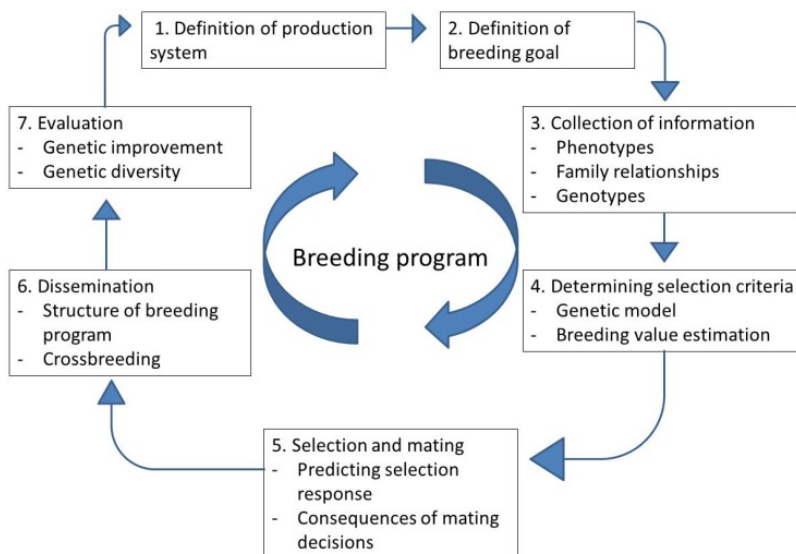 1. Definition of production
system
2. Definition of
breeding goal
3. Collection of information
- Phenotypes
- Family relationships
- Genotypes
4. Determining selection criteria
- Genetic model
- Breeding value estimation
5. Selection and mating
- Predicting selection
response
- Consequences of mating
decisions
6. Dissemination
- Structure of breeding
program
- Crossbreeding
7. Evaluation
- Genetic improvement
- Genetic diversity
Breeding program